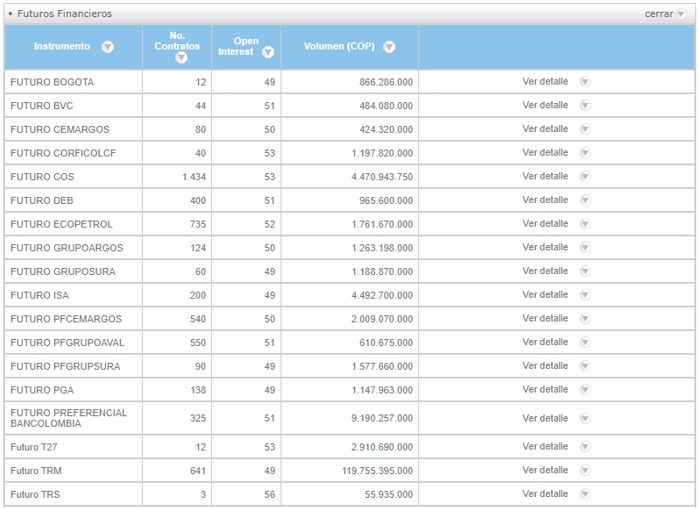 • Futuros Financieros cerrar
Instrumento No. Contratos Open Interest Volumen (COP)
FUTURO BOGOTA 12 49 866.286.000 Ver detalle
FUTURO BVC 44 51 484.080.000 Ver detalle
FUTURO CEMARGOS 80 50 424.320.000 Ver detalle
FUTURO CORFICOLCF 40 53 1.197.820.000 Ver detalle
FUTURO COS 1.434 53 4.470.943.750 Ver detalle
FUTURO DEB 400 51 965.600.000 Ver detalle
FUTURO ECOPETROL 735 52 1.761.670.000 Ver detalle
FUTURO GRUPOARGOS 124 50 1.263.198.000 Ver detalle
FUTURO GRUPOSURA 60 49 1.188.870.000 Ver detalle
FUTURO ISA 200 49 4.492.700.000 Ver detalle
FUTURO PFCEMARGOS 540 50 2.009.070.000 Ver detalle
FUTURO PFGRUPOAVAL 550 51 610.675.000 Ver detalle
FUTURO PFGRUPSURA 90 49 1.577.660.000 Ver detalle
FUTURO PGA 138 49 1.147.963.000 Ver detalle
FUTURO PREFERENCIAL
BANCOLOMBIA 325 51 9.190.257.000 Ver detalle
Futuro T27 12 53 2.910.690.000 Ver detalle
Futuro TRM 641 49 119.755.395.000 Ver detalle
Futuro TRS 3 56 55.935.000 Ver detalle